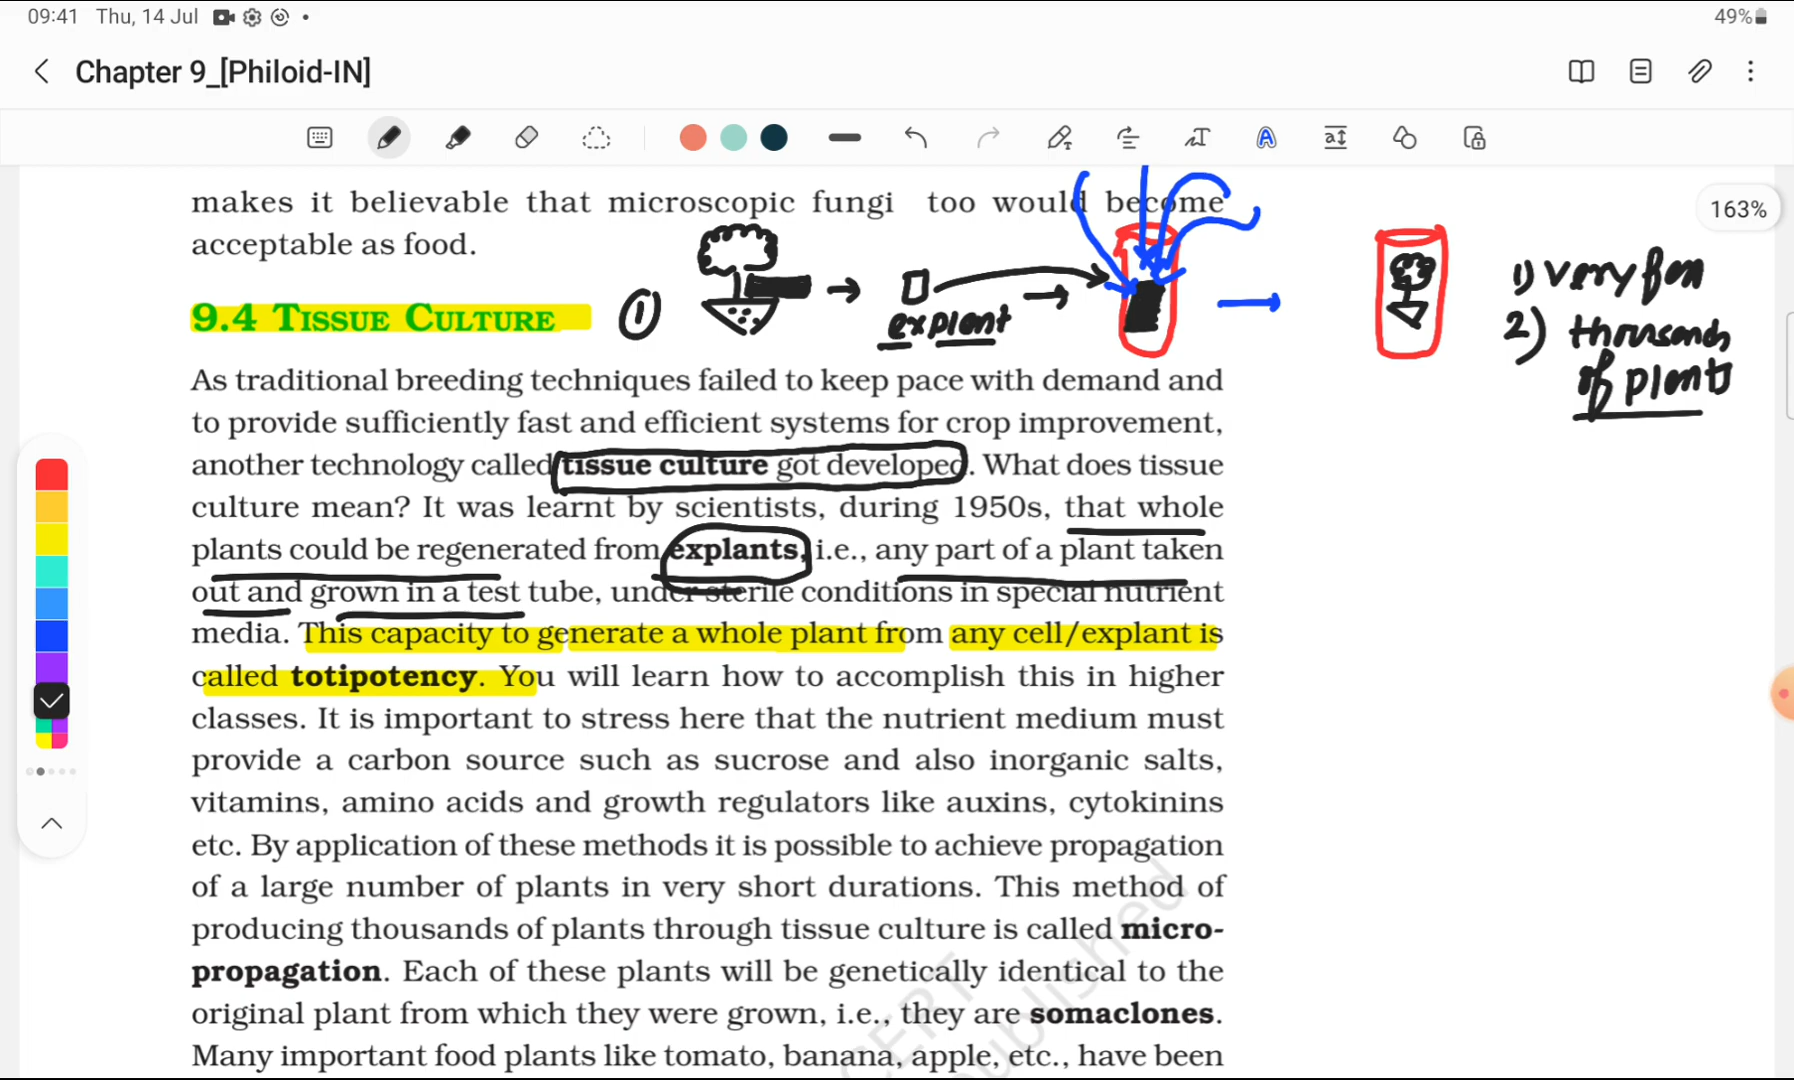 09:41 Thu, 14 Jul
49%
Chapter 9_[Philoid-IN]
163%
makes it believable that microscopic fungi too would become
acceptable as food.
9.4 TISSUE CULTURE
1
explant
1) very
2) thousands
of plants
As traditional breeding techniques failed to keep pace with demand and
to provide sufficiently fast and efficient systems for crop improvement,
another technology called tissue culture got developed. What does tissue
culture mean? It was learnt by scientists, during 1950s, that whole
plants could be regenerated from explants, i.e., any part of a plant taken
out and grown in a test tube, under sterile conditions in special nutrient
media. This capacity to generate a whole plant from any cell/explant is
called totipotency. You will learn how to accomplish this in higher
classes. It is important to stress here that the nutrient medium must
provide a carbon source such as sucrose and also inorganic salts,
vitamins, amino acids and growth regulators like auxins, cytokinins
etc. By application of these methods it is possible to achieve propagation
of a large number of plants in very short durations. This method of
producing thousands of plants through tissue culture is called micro-
propagation. Each of these plants will be genetically identical to the
original plant from which they were grown, i.e., they are somaclones.
Many important food plants like tomato, banana, apple, etc., have been